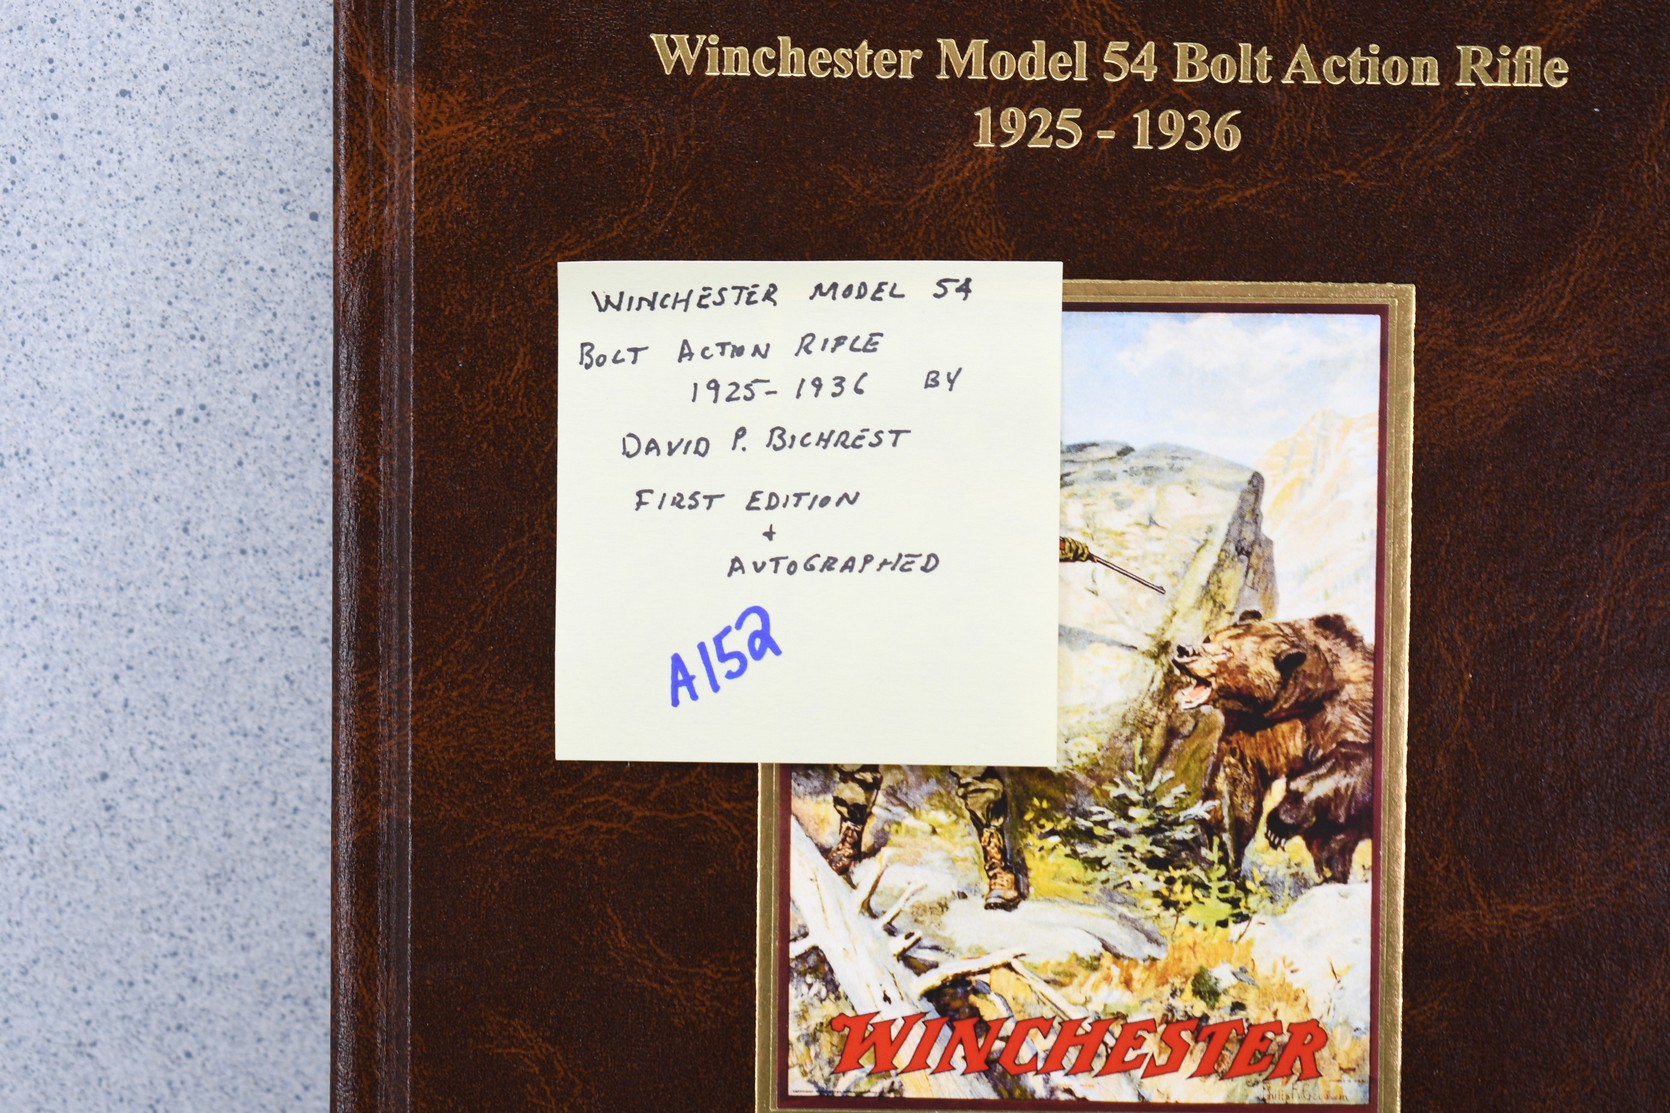 Winchester Model 54 Bolt Action Rifle
1925 - 1936
WINCHESTER MODEL 54
BOLT ACTION RIFLE
1925-1936 BY
DAVID P. BICHREST
FIRST EDITION
+
AUTOGRAPHED
A152
WINCHESTER